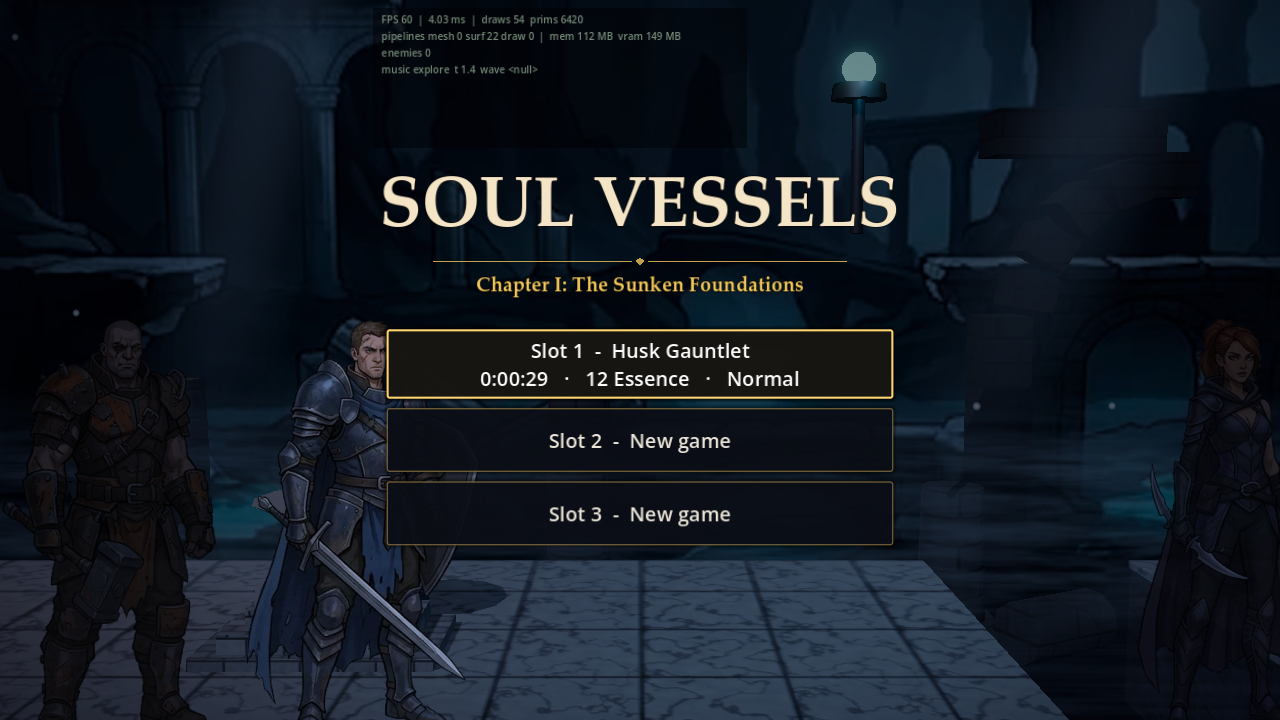 FPS 60 | 4.03 ms | draws 54 prims 6420
pipelines mesh 0 surf 22 draw 0 | mem 112 MB vram 149 MB
enemies 0
music explore t 1.4 wave <null>
SOUL VESSELS
Chapter I: The Sunken Foundations
Slot 1 - Husk Gauntlet
0:00:29 · 12 Essence · Normal
Slot 2 - New game
Slot 3 - New game